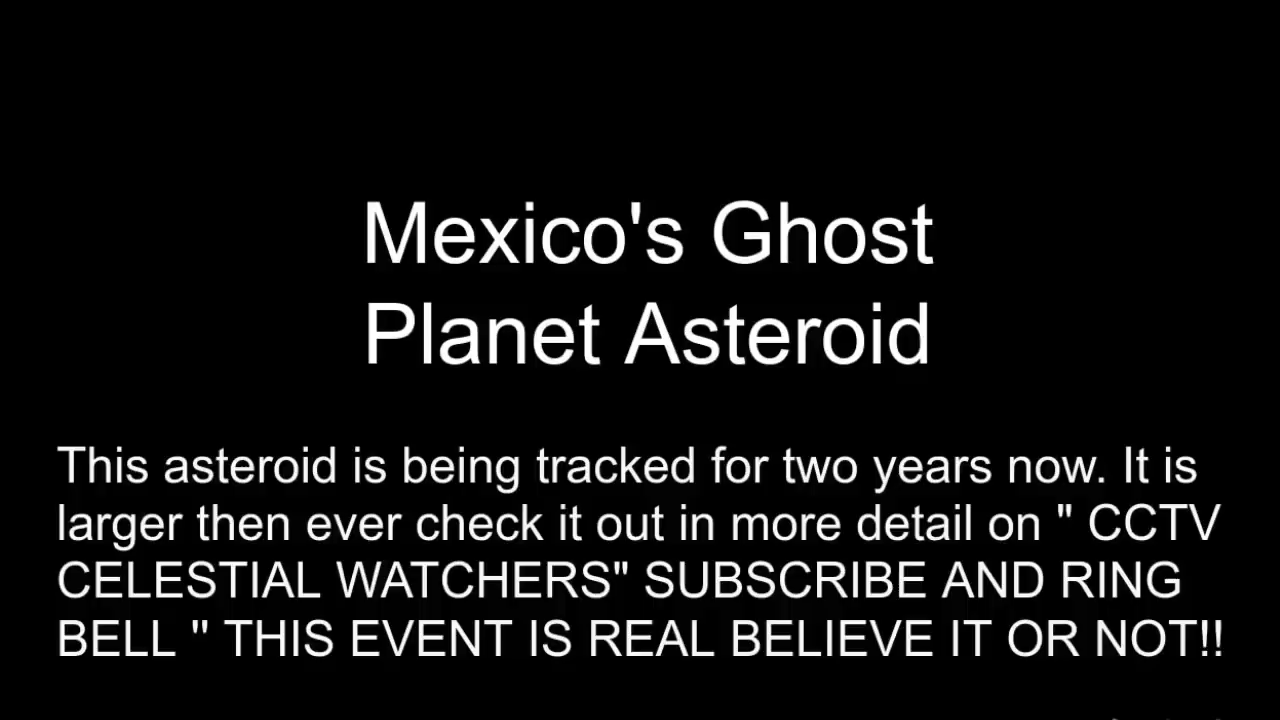 Mexico's Ghost
Planet Asteroid
This asteroid is being tracked for two years now. It is
larger then ever check it out in more detail on " CCTV
CELESTIAL WATCHERS" SUBSCRIBE AND RING
BELL " THIS EVENT IS REAL BELIEVE IT OR NOT!!